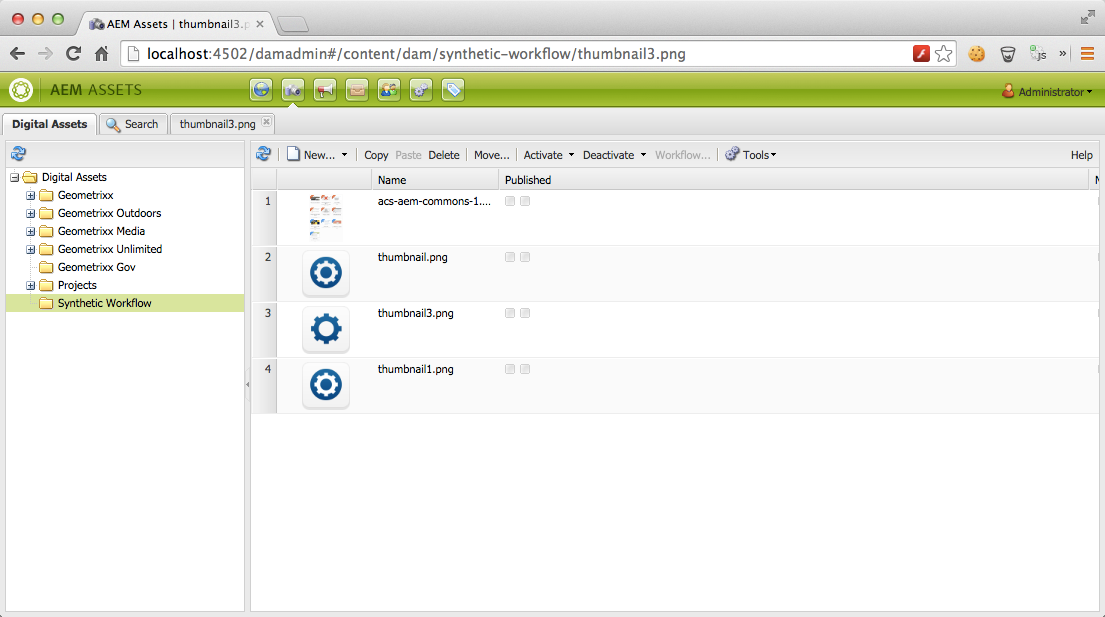 AEM Assets | thumbnail3.p
localhost:4502/damadmin#/content/dam/synthetic-workflow/thumbnail3.png
JS
»
AEM ASSETS
Administrator
Digital Assets
Search
thumbnail3.png
New...
Copy
Paste
Delete
Move...
Activate
Deactivate
Workflow...
Tools
Help
Digital Assets
Geometrixx
Geometrixx Outdoors
Geometrixx Media
Geometrixx Unlimited
Geometrixx Gov
Projects
Synthetic Workflow
Name
Published
1
acs-aem-commons-1....
2
thumbnail.png
3
thumbnail3.png
4
thumbnail1.png